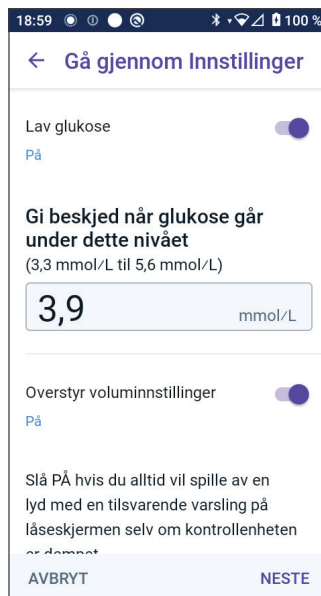 18:59 100 %
Gå gjennom Innstillinger
Lav glukose
På
Gi beskjed når glukose går
under dette nivået
(3,3 mmol/L til 5,6 mmol/L)
3,9 mmol/L
Overstyr voluminnstillinger
På
Slå PÅ hvis du alltid vil spille av en
lyd med en tilsvarende varsling på
låseskjermen selv om kontrollenheten
er dempet
AVBRYT NESTE